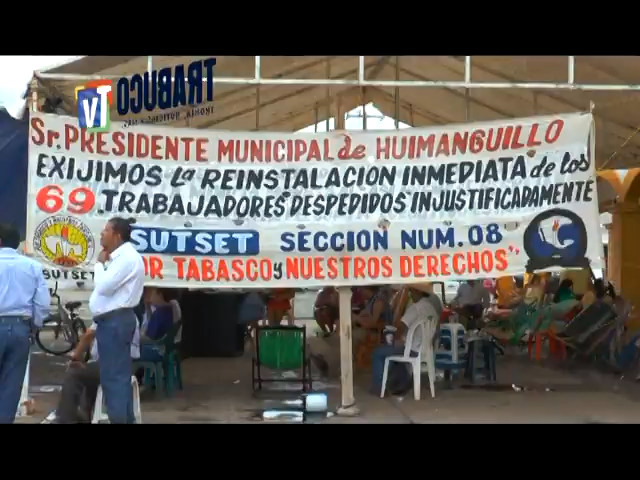 TRABUCO
VT
Sr. PRESIDENTE MUNICIPAL de HUIMANGUILLO
EXIJIMOS La REINSTALACION INMEDIATA de los
69. TRABAJADORES DESPEDIDOS INJUSTIFICADAMENTE
SUTSET SECCION NUM. 08
SUTSET
POR TABASCO y NUESTROS DERECHOS"